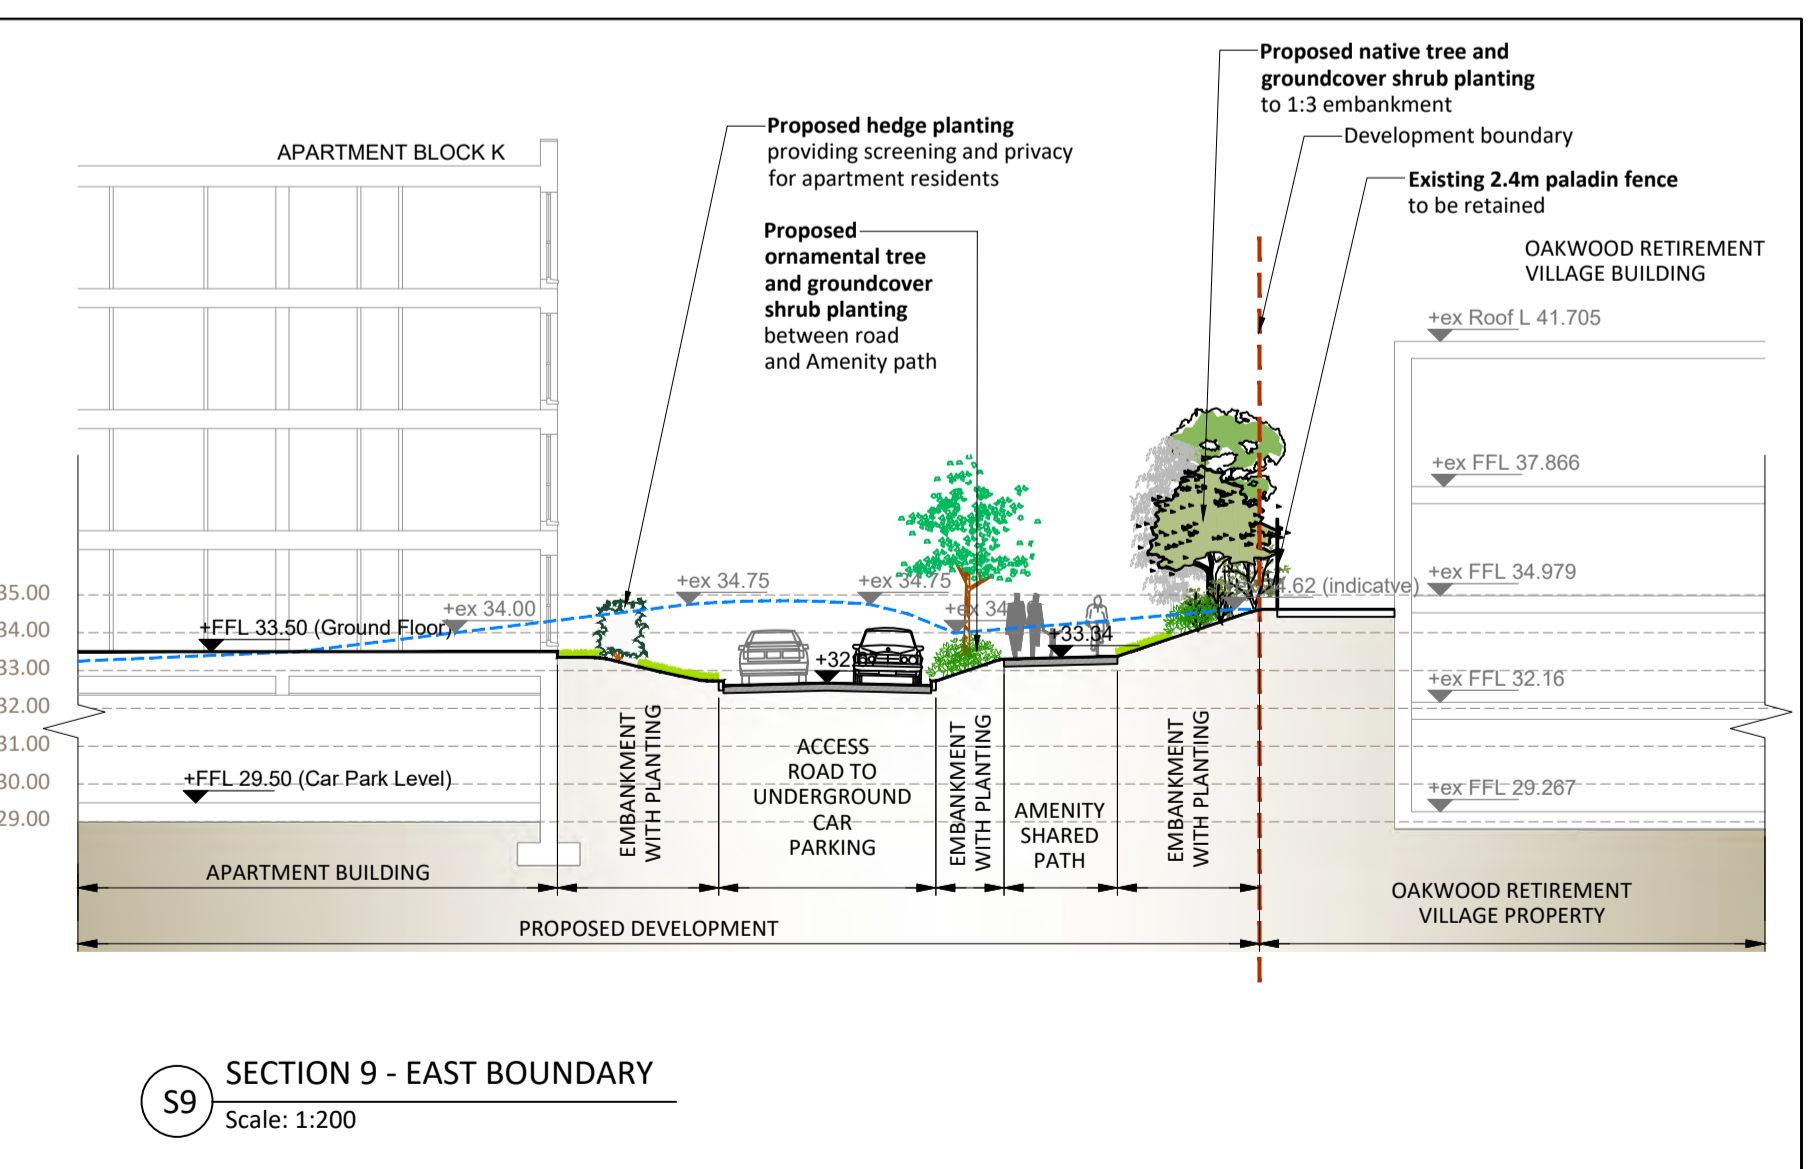 Proposed native tree and
groundcover shrub planting
to 1:3 embankment
Development boundary
Existing 2.4m paladin fence
to be retained
Proposed hedge planting
providing screening and privacy
for apartment residents
Proposed
ornamental tree
and groundcover
shrub planting
between road
and Amenity path
APARTMENT BLOCK K
OAKWOOD RETIREMENT
VILLAGE BUILDING
+ex Roof L 41.705
+ex FFL 37.866
+ex FFL 34.979
+ex FFL 32.16
+ex FFL 29.267
35.00
34.00
33.00
32.00
31.00
30.00
29.00
+FFL 33.50 (Ground Floor)
+ex 34.00
+ex 34.75
+ex 34.75
+ex 34
+33.34
+32
.62 (indicatve)
+FFL 29.50 (Car Park Level)
EMBANKMENT
WITH PLANTING
ACCESS
ROAD TO
UNDERGROUND
CAR
PARKING
EMBANKMENT
WITH PLANTING
AMENITY
SHARED
PATH
EMBANKMENT
WITH PLANTING
APARTMENT BUILDING
PROPOSED DEVELOPMENT
OAKWOOD RETIREMENT
VILLAGE PROPERTY
S9
SECTION 9 - EAST BOUNDARY
Scale: 1:200